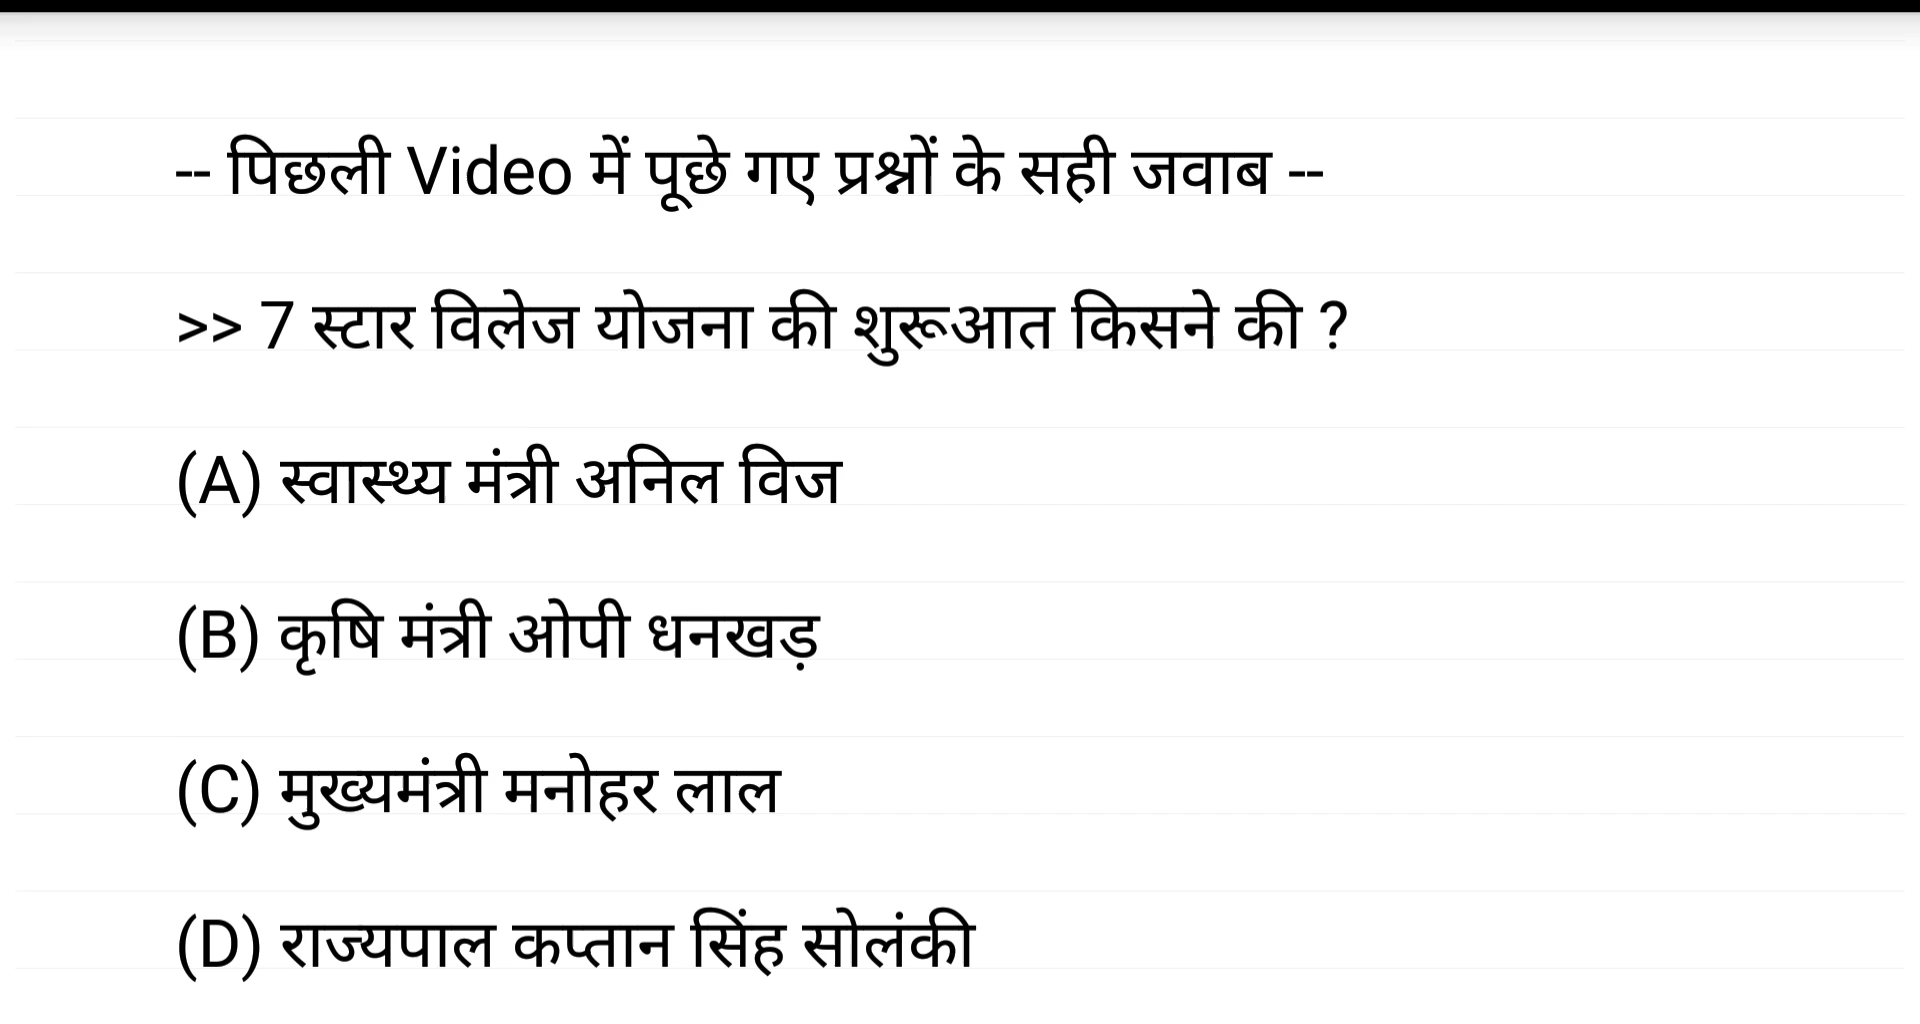 -- पिछली Video में पूछे गए प्रश्नों के सही जवाब --
>> 7 स्टार विलेज योजना की शुरूआत किसने की ?
(A) स्वास्थ्य मंत्री अनिल विज
(B) कृषि मंत्री ओपी धनखड़
(C) मुख्यमंत्री मनोहर लाल
(D) राज्यपाल कप्तान सिंह सोलंकी